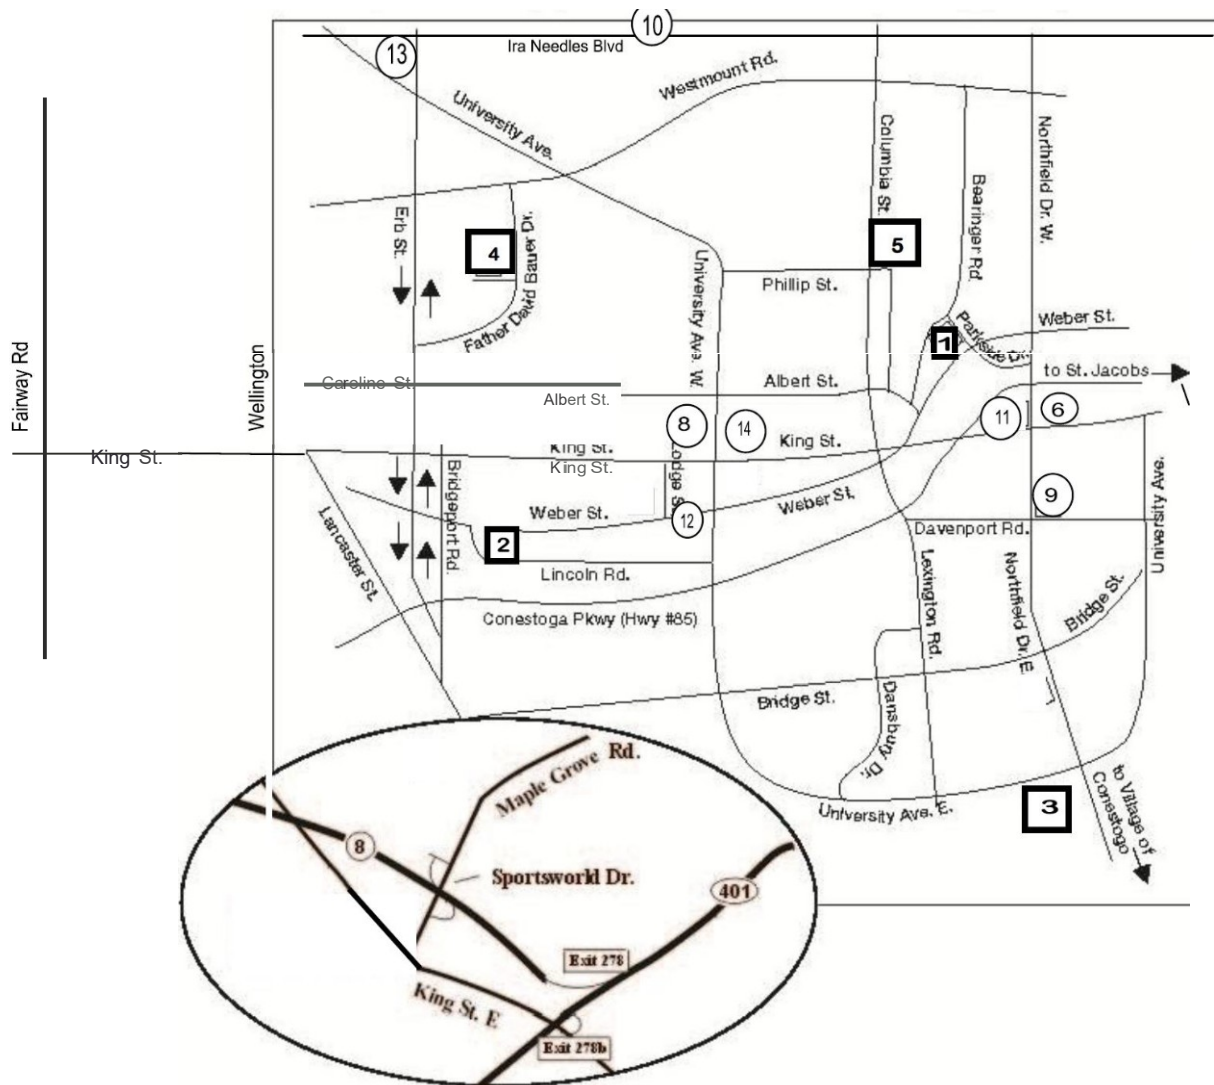 10
Ira Needles Blvd
13
Westmount Rd.
University Ave.
Columbia St.
Northfield Dr. W.
Bearinger Rd.
Erb St.
4
Father David Bauer Dr.
5
University Ave. W.
Phillip St.
Parkside Dr.
Weber St.
1
Fairway Rd
Wellington
to St. Jacobs
Caroline St.
Albert St.
Albert St.
8
14
11
6
King St.
King St.
King St.
King St.
Lodge St.
Bridgeport Rd.
Weber St.
12
Weber St.
9
University Ave.
Lancaster St.
2
Davenport Rd.
Lincoln Rd.
Lexington Rd.
Northfield Dr. E.
Bridge St.
Conestoga Pkwy (Hwy #85)
Bridge St.
Dansbury Dr.
University Ave. E.
3
to Village of
Conestogo
Maple Grove Rd.
8
Sportsworld Dr.
401
Exit 278
King St. E
Exit 278b